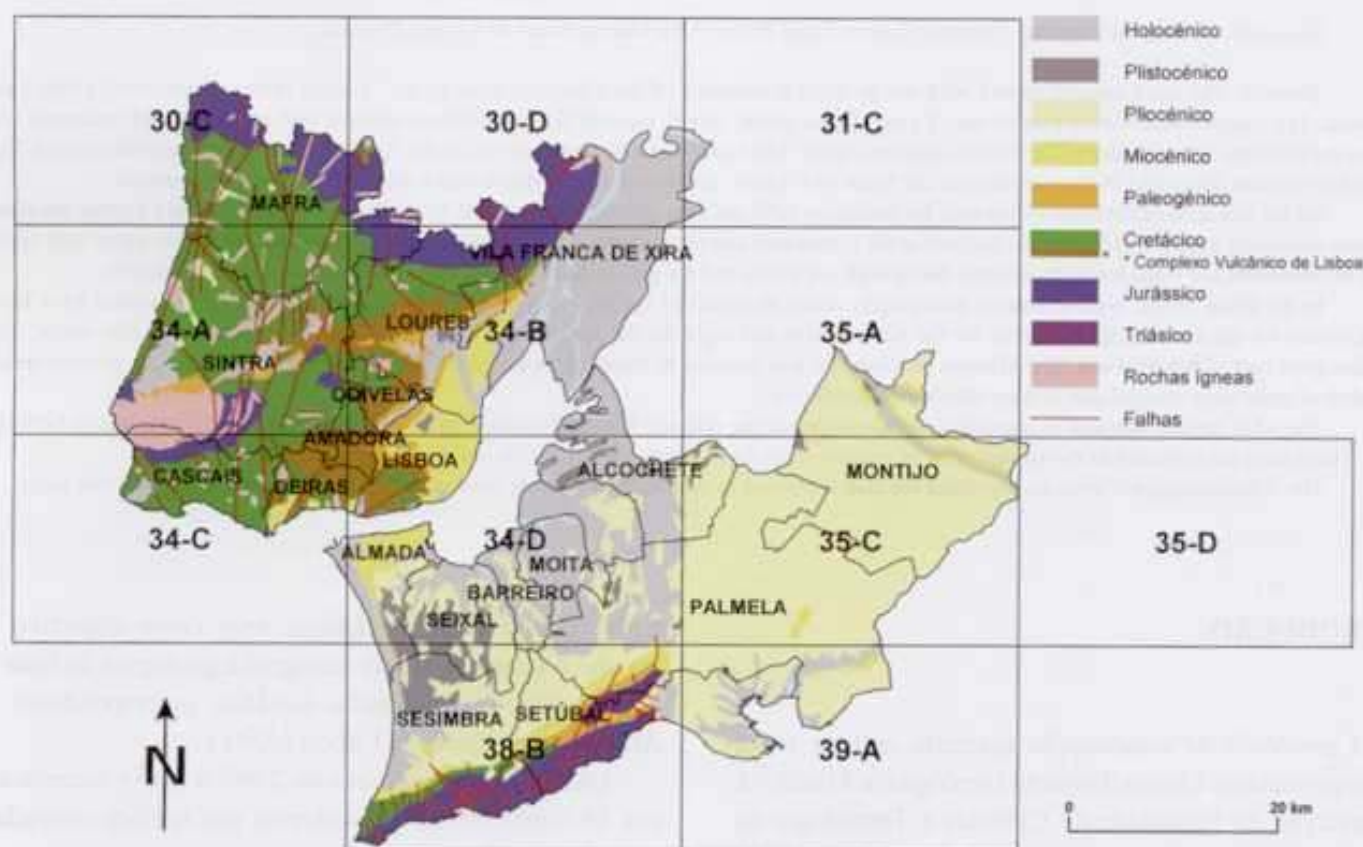 Holocénico
Plistocénico
Pliocénico
Miocénico
Paleogénico
Cretácico
* * Complexo Vulcânico de Lisboa
Jurássico
Triásico
Rochas Igneas
Falhas
30-C
30-D
31-C
MAFRA
VILA FRANCA DE XIRA
34-A
LOURES
34-B
35-A
SINTRA
ODIVELAS
AMADORA
LISBOA
CASCAIS
OEIRAS
ALCOCHETE
MONTIJO
34-C
ALMADA
34-D
35-C
35-D
MOITA
BARREIRO
SEIXAL
PALMELA
SESIMBRA
SETÚBAL
38-B
39-A
N
0 20 km